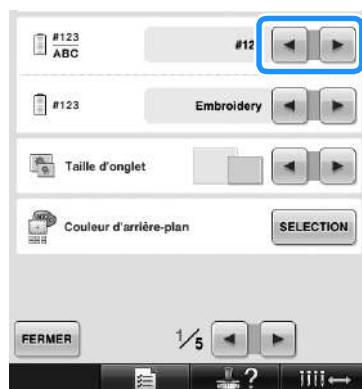 #123
ABC
#12
#123 Embroidery
Taille d'onglet
Couleur d'arrière-plan SELECTION
FERMER 1/5
?